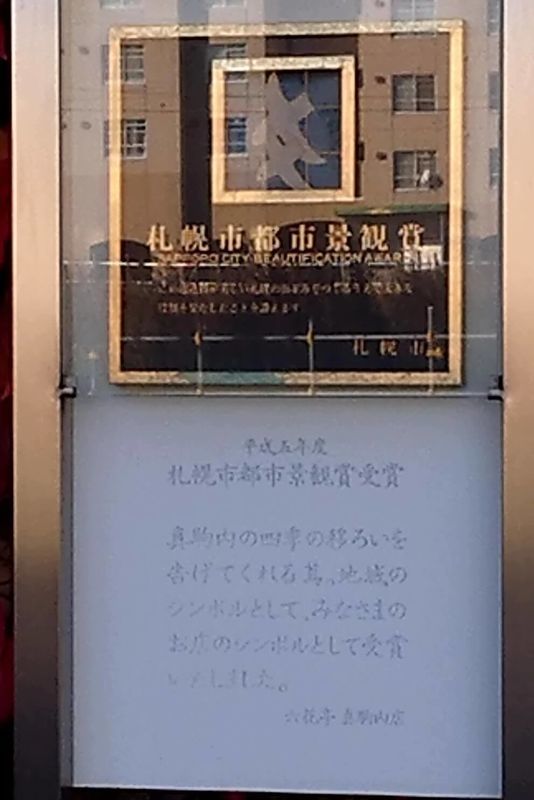 札幌市都市景観賞
SAPPORO CITY BEAUTIFICATION AWARD
札幌市
平成五年度
札幌市都市景観賞受賞
真駒内の四季の移ろいを
告げてくれる蔦、地域の
シンボルとして、みなさまの
お店のシンボルとして受賞
いたしました。
六花亭 真駒内店